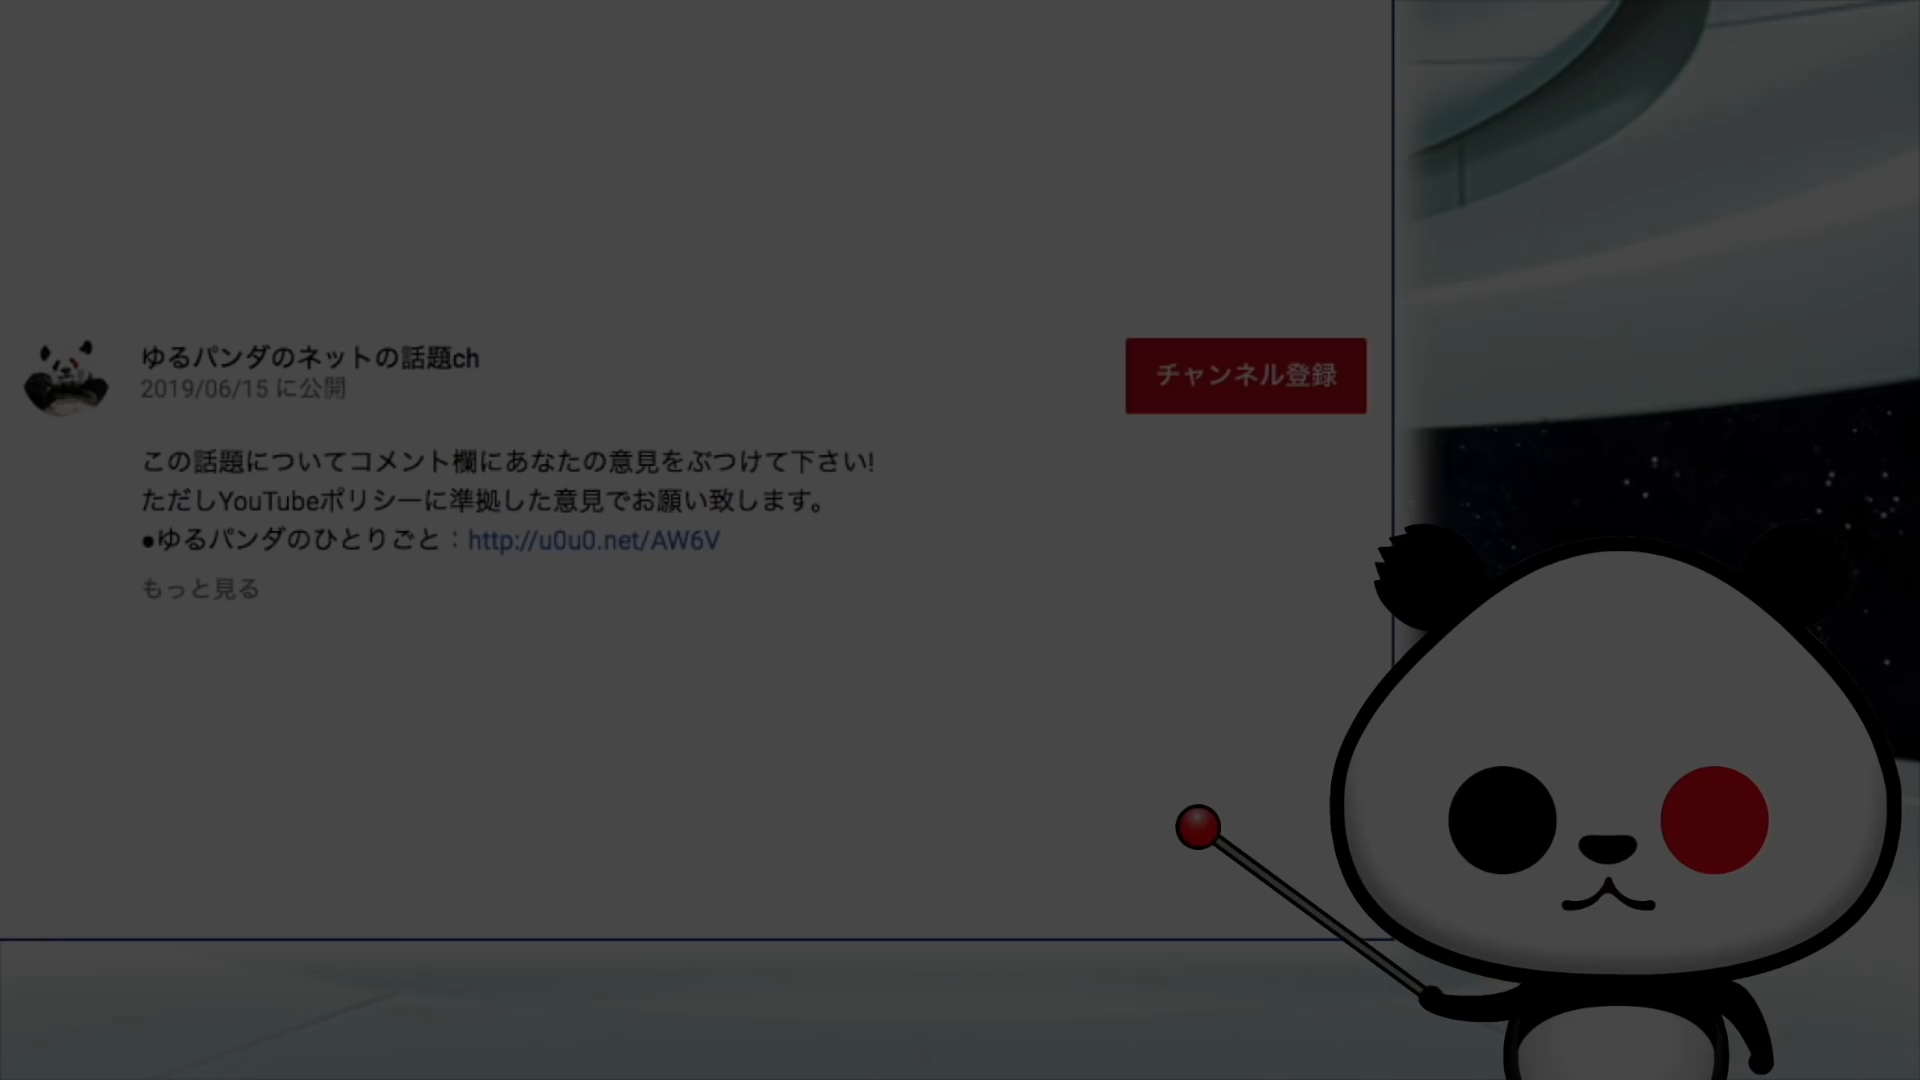 ゆるパンダのネットの話題ch
2019/06/15 に公開
チャンネル登録
この話題についてコメント欄にあなたの意見をぶつけて下さい!
ただしYouTubeポリシーに準拠した意見でお願い致します。
●ゆるパンダのひとりごと：http://u0u0.net/AW6V
もっと見る